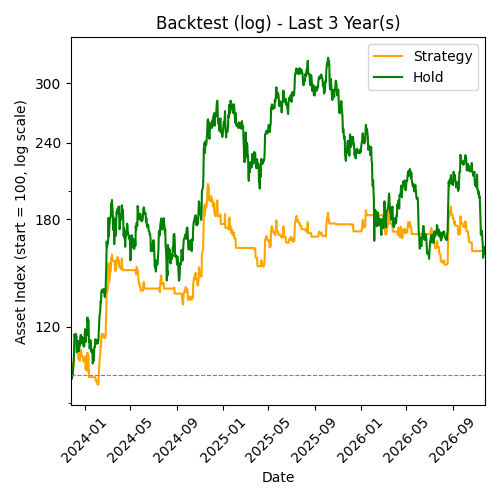 Backtest (log) - Last 3 Year(s)
Strategy
Hold
Asset Index (start = 100, log scale)
300
240
180
120
2024-01
2024-05
2024-09
2025-01
2025-05
2025-09
2026-01
2026-05
2026-09
Date